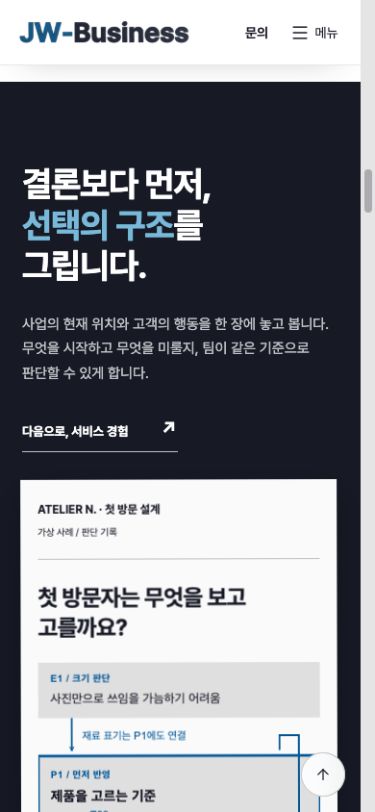 JW-Business
문의
메뉴
결론보다 먼저,
선택의 구조를
그립니다.
사업의 현재 위치와 고객의 행동을 한 장에 놓고 봅니다.
무엇을 시작하고 무엇을 미룰지, 팀이 같은 기준으로
판단할 수 있게 합니다.
다음으로, 서비스 경험
ATELIER N. · 첫 방문 설계
가상 사례 / 판단 기록
첫 방문자는 무엇을 보고
고를까요?
E1 / 크기 판단
사진만으로 쓰임을 가늠하기 어려움
재료 표기는 P1에도 연결
P1 / 먼저 반영
제품을 고르는 기준